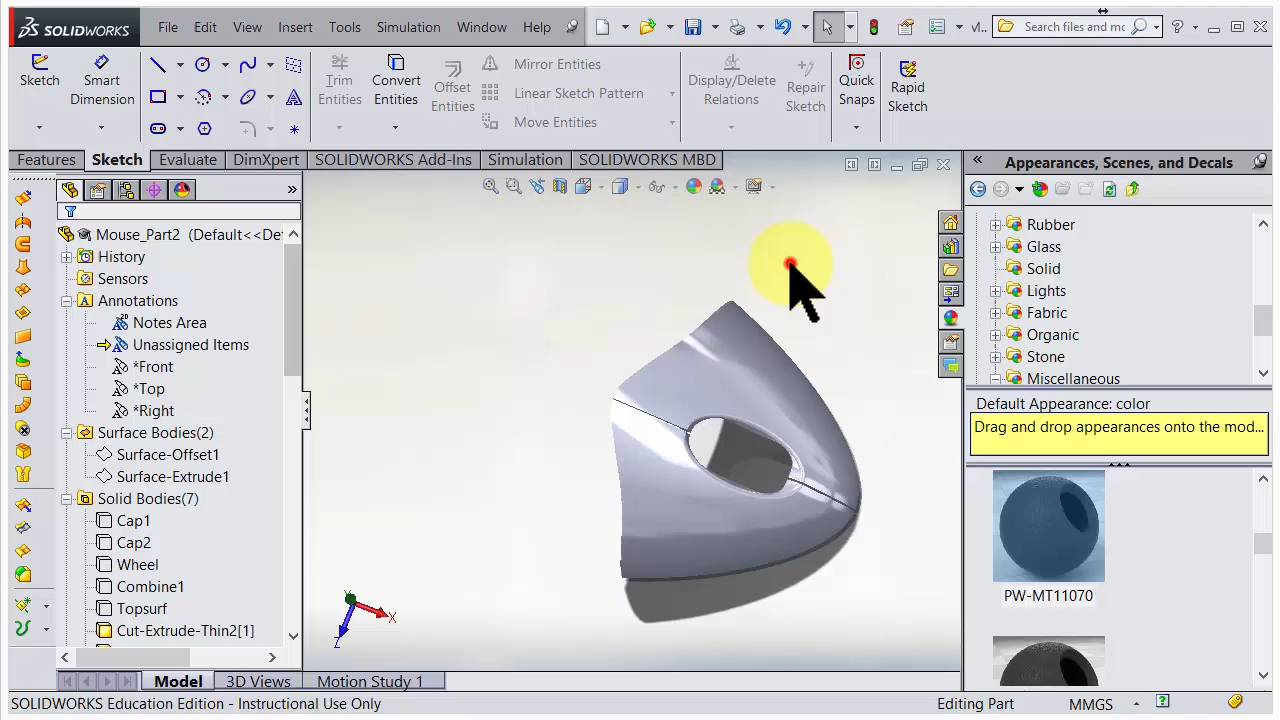 SOLIDWORKS File Edit View Insert Tools Simulation Window Help Search files and mc
Sketch Smart Dimension Trim Entities Convert Entities Offset Entities Mirror Entities Linear Sketch Pattern Move Entities Display/Delete Relations Repair Sketch Quick Snaps Rapid Sketch
Features Sketch Evaluate DimXpert SOLIDWORKS Add-Ins Simulation SOLIDWORKS MBD
Appearances, Scenes, and Decals
Mouse_Part2 (Default<<De
History
Sensors
Annotations
Notes Area
Unassigned Items
*Front
*Top
*Right
Surface Bodies(2)
Surface-Offset1
Surface-Extrude1
Solid Bodies(7)
Cap1
Cap2
Wheel
Combine1
Topsurf
Cut-Extrude-Thin2[1]
X
Z
Rubber
Glass
Solid
Lights
Fabric
Organic
Stone
Miscellaneous
Default Appearance: color
Drag and drop appearances onto the mod...
PW-MT11070
Model 3D Views Motion Study 1
SOLIDWORKS Education Edition - Instructional Use Only Editing Part MMGS